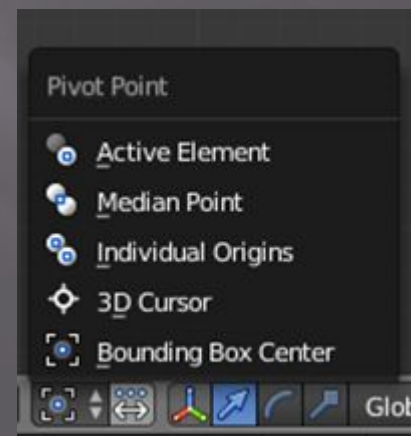 Pivot Point
Active Element
Median Point
Individual Origins
3D Cursor
Bounding Box Center
Glob